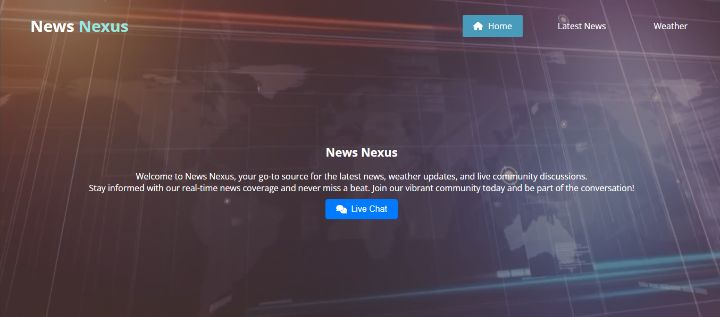 News Nexus
Home
Latest News
Weather
News Nexus
Welcome to News Nexus, your go-to source for the latest news, weather updates, and live community discussions.
Stay informed with our real-time news coverage and never miss a beat. Join our vibrant community today and be part of the conversation!
Live Chat